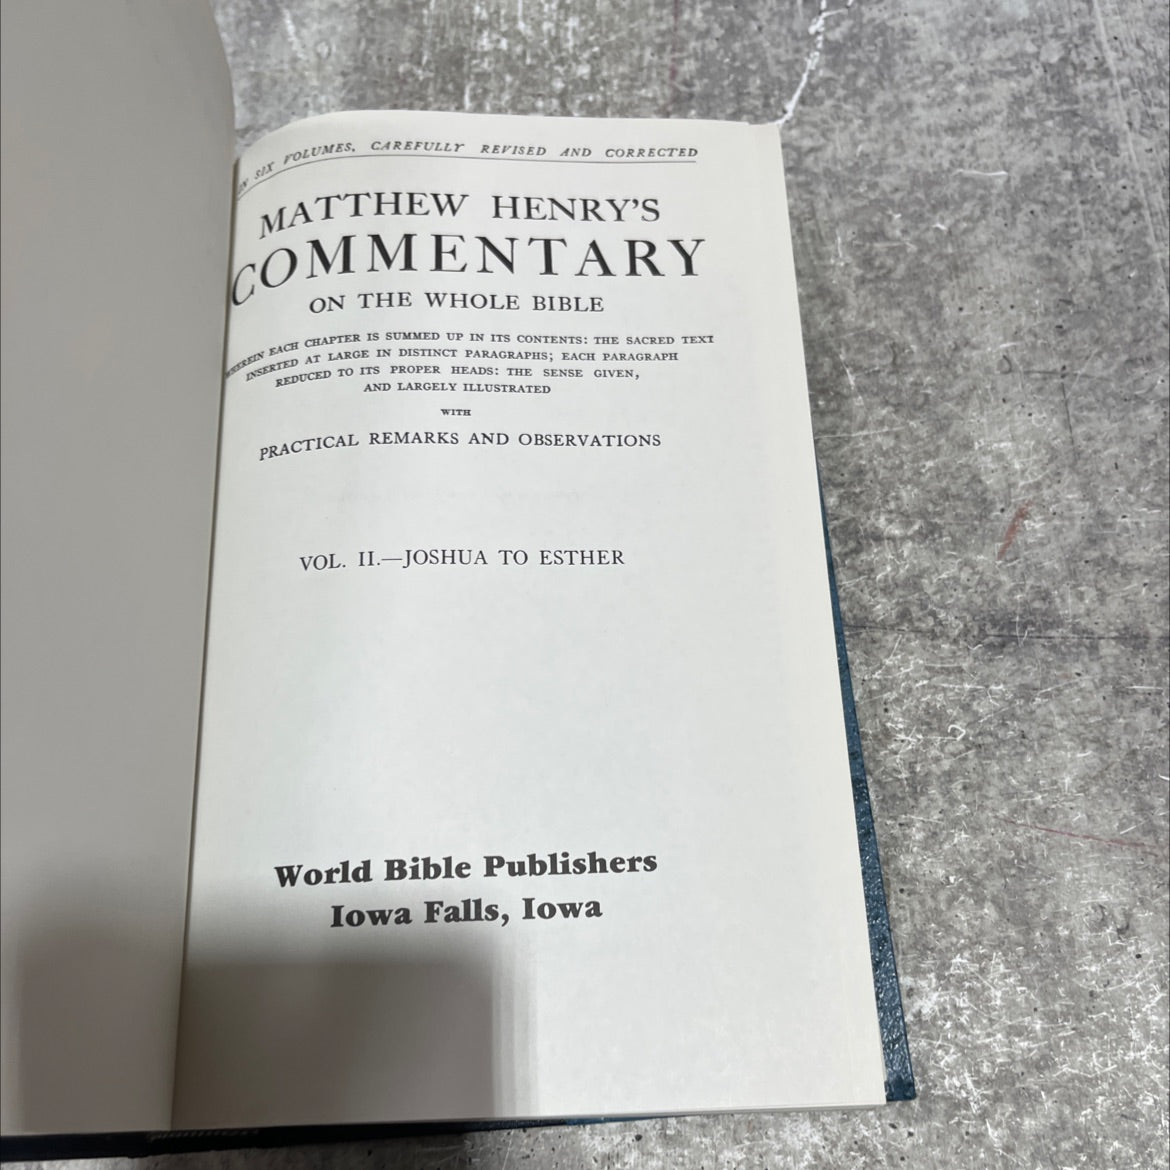 IN SIX VOLUMES, CAREFULLY REVISED AND CORRECTED
MATTHEW HENRY'S
COMMENTARY
ON THE WHOLE BIBLE
WHEREIN EACH CHAPTER IS SUMMED UP IN ITS CONTENTS: THE SACRED TEXT
INSERTED AT LARGE IN DISTINCT PARAGRAPHS; EACH PARAGRAPH
REDUCED TO ITS PROPER HEADS: THE SENSE GIVEN,
AND LARGELY ILLUSTRATED
WITH
PRACTICAL REMARKS AND OBSERVATIONS
VOL. II.—JOSHUA TO ESTHER
World Bible Publishers
Iowa Falls, Iowa